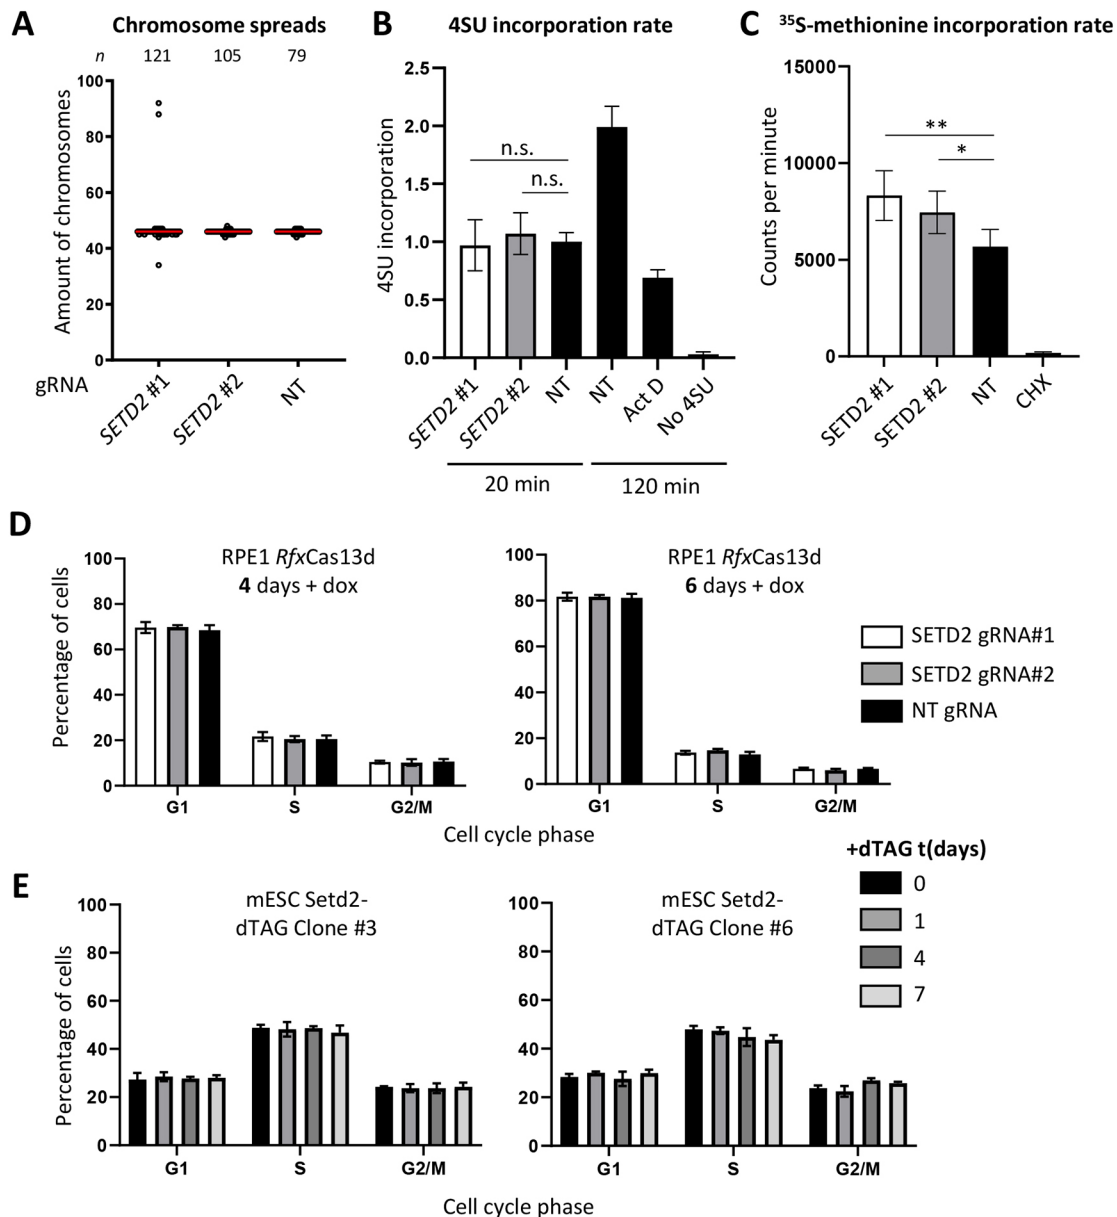 A
Chromosome spreads
n 121 105 79
Amount of chromosomes
100
80
60
40
20
0
gRNA
SETD2 #1
SETD2 #2
NT
B
4SU incorporation rate
4SU incorporation
2.5
2.0
1.5
1.0
0.5
0.0
n.s.
n.s.
SETD2 #1
SETD2 #2
NT
NT
Act D
No 4SU
20 min
120 min
C
³⁵S-methionine incorporation rate
Counts per minute
15000
10000
5000
0
**
*
SETD2 #1
SETD2 #2
NT
CHX
D
RPE1 RfxCas13d
4 days + dox
Percentage of cells
100
80
60
40
20
0
G1 S G2/M
RPE1 RfxCas13d
6 days + dox
100
80
60
40
20
0
G1 S G2/M
Cell cycle phase
SETD2 gRNA#1
SETD2 gRNA#2
NT gRNA
E
mESC Setd2-
dTAG Clone #3
Percentage of cells
100
80
60
40
20
0
G1 S G2/M
mESC Setd2-
dTAG Clone #6
100
80
60
40
20
0
G1 S G2/M
Cell cycle phase
+dTAG t(days)
0
1
4
7